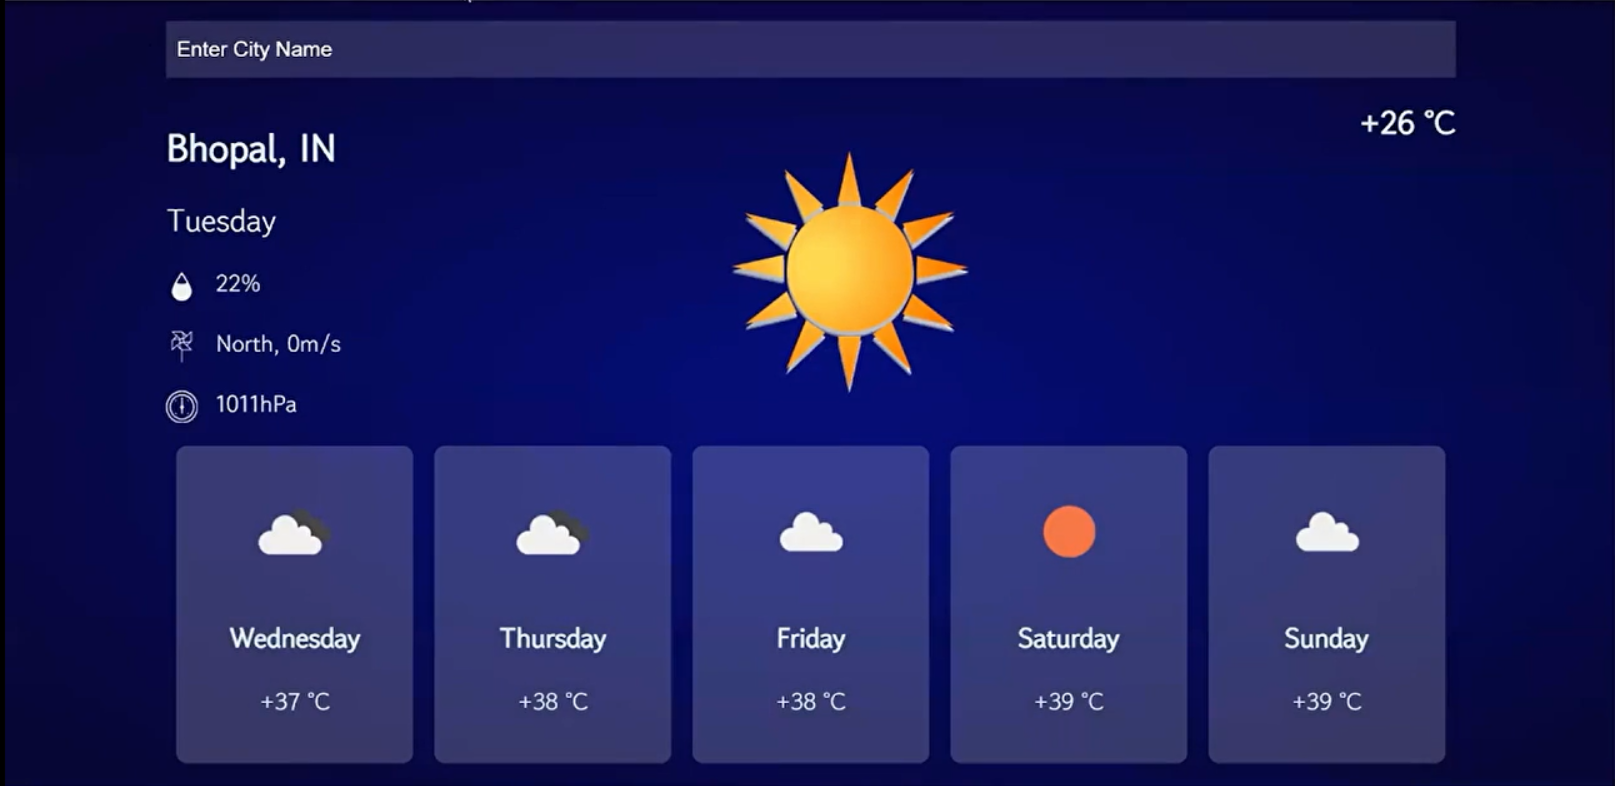 Enter City Name
+26 °C
Bhopal, IN
Tuesday
22%
North, 0m/s
1011hPa
Wednesday
+37 °C
Thursday
+38 °C
Friday
+38 °C
Saturday
+39 °C
Sunday
+39 °C